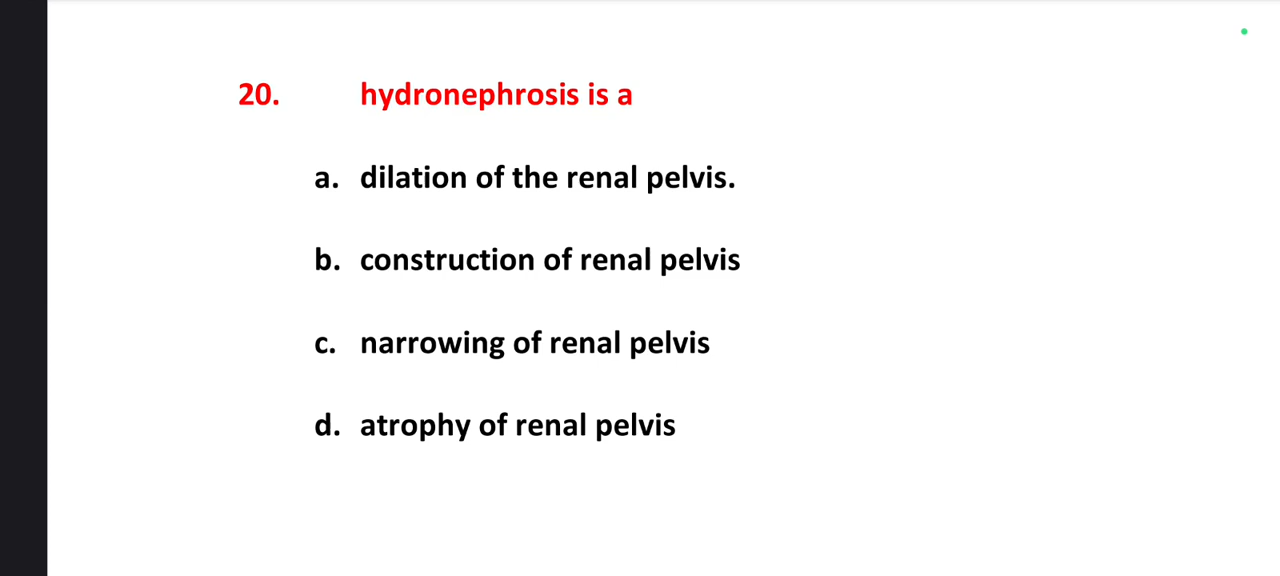 20. hydronephrosis is a
a. dilation of the renal pelvis.
b. construction of renal pelvis
c. narrowing of renal pelvis
d. atrophy of renal pelvis